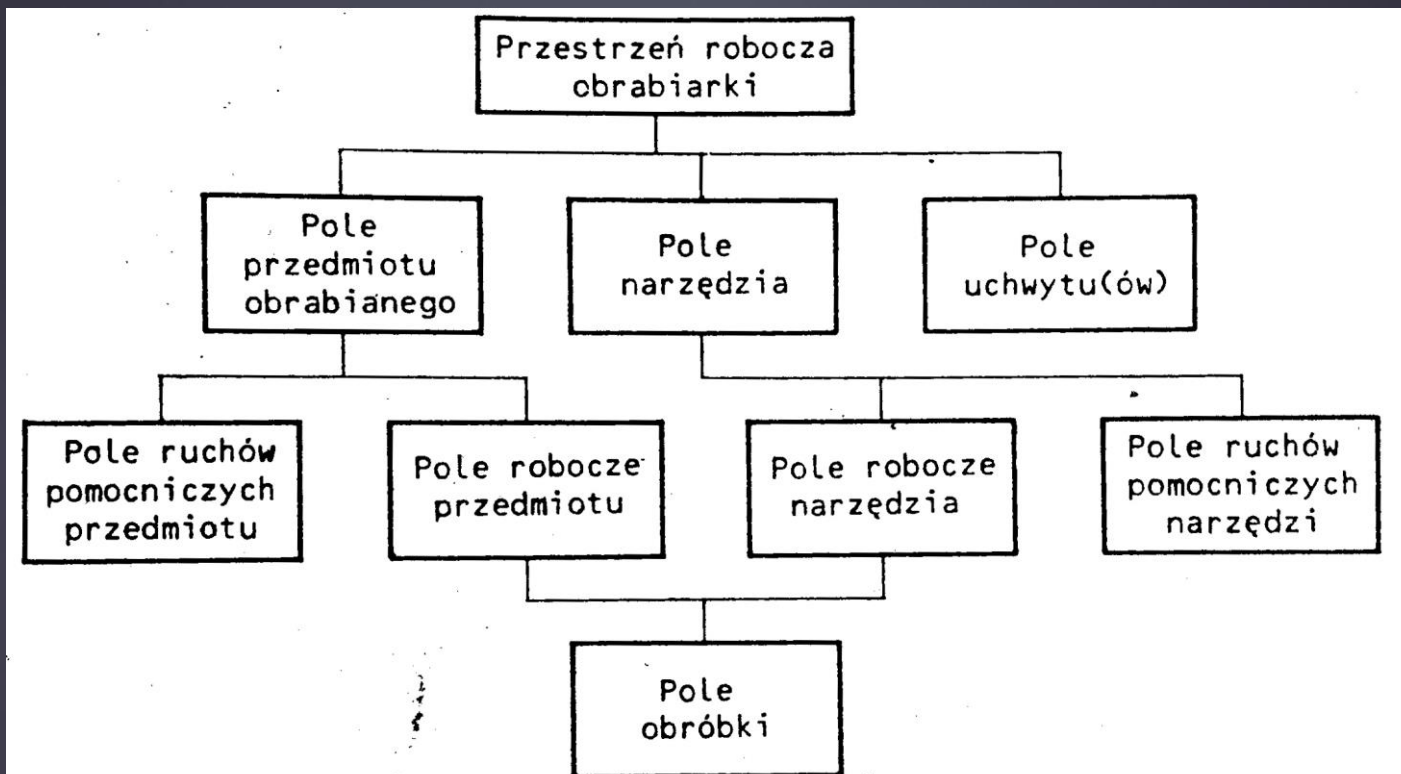 Przestrzeń robocza
obrabiarki
Pole
przedmiotu
obrabianego
Pole
narzędzia
Pole
uchwytu(ów)
Pole ruchów
pomocniczych
przedmiotu
Pole robocze
przedmiotu
Pole robocze
narzędzia
Pole ruchów
pomocniczych
narzędzi
Pole
obróbki